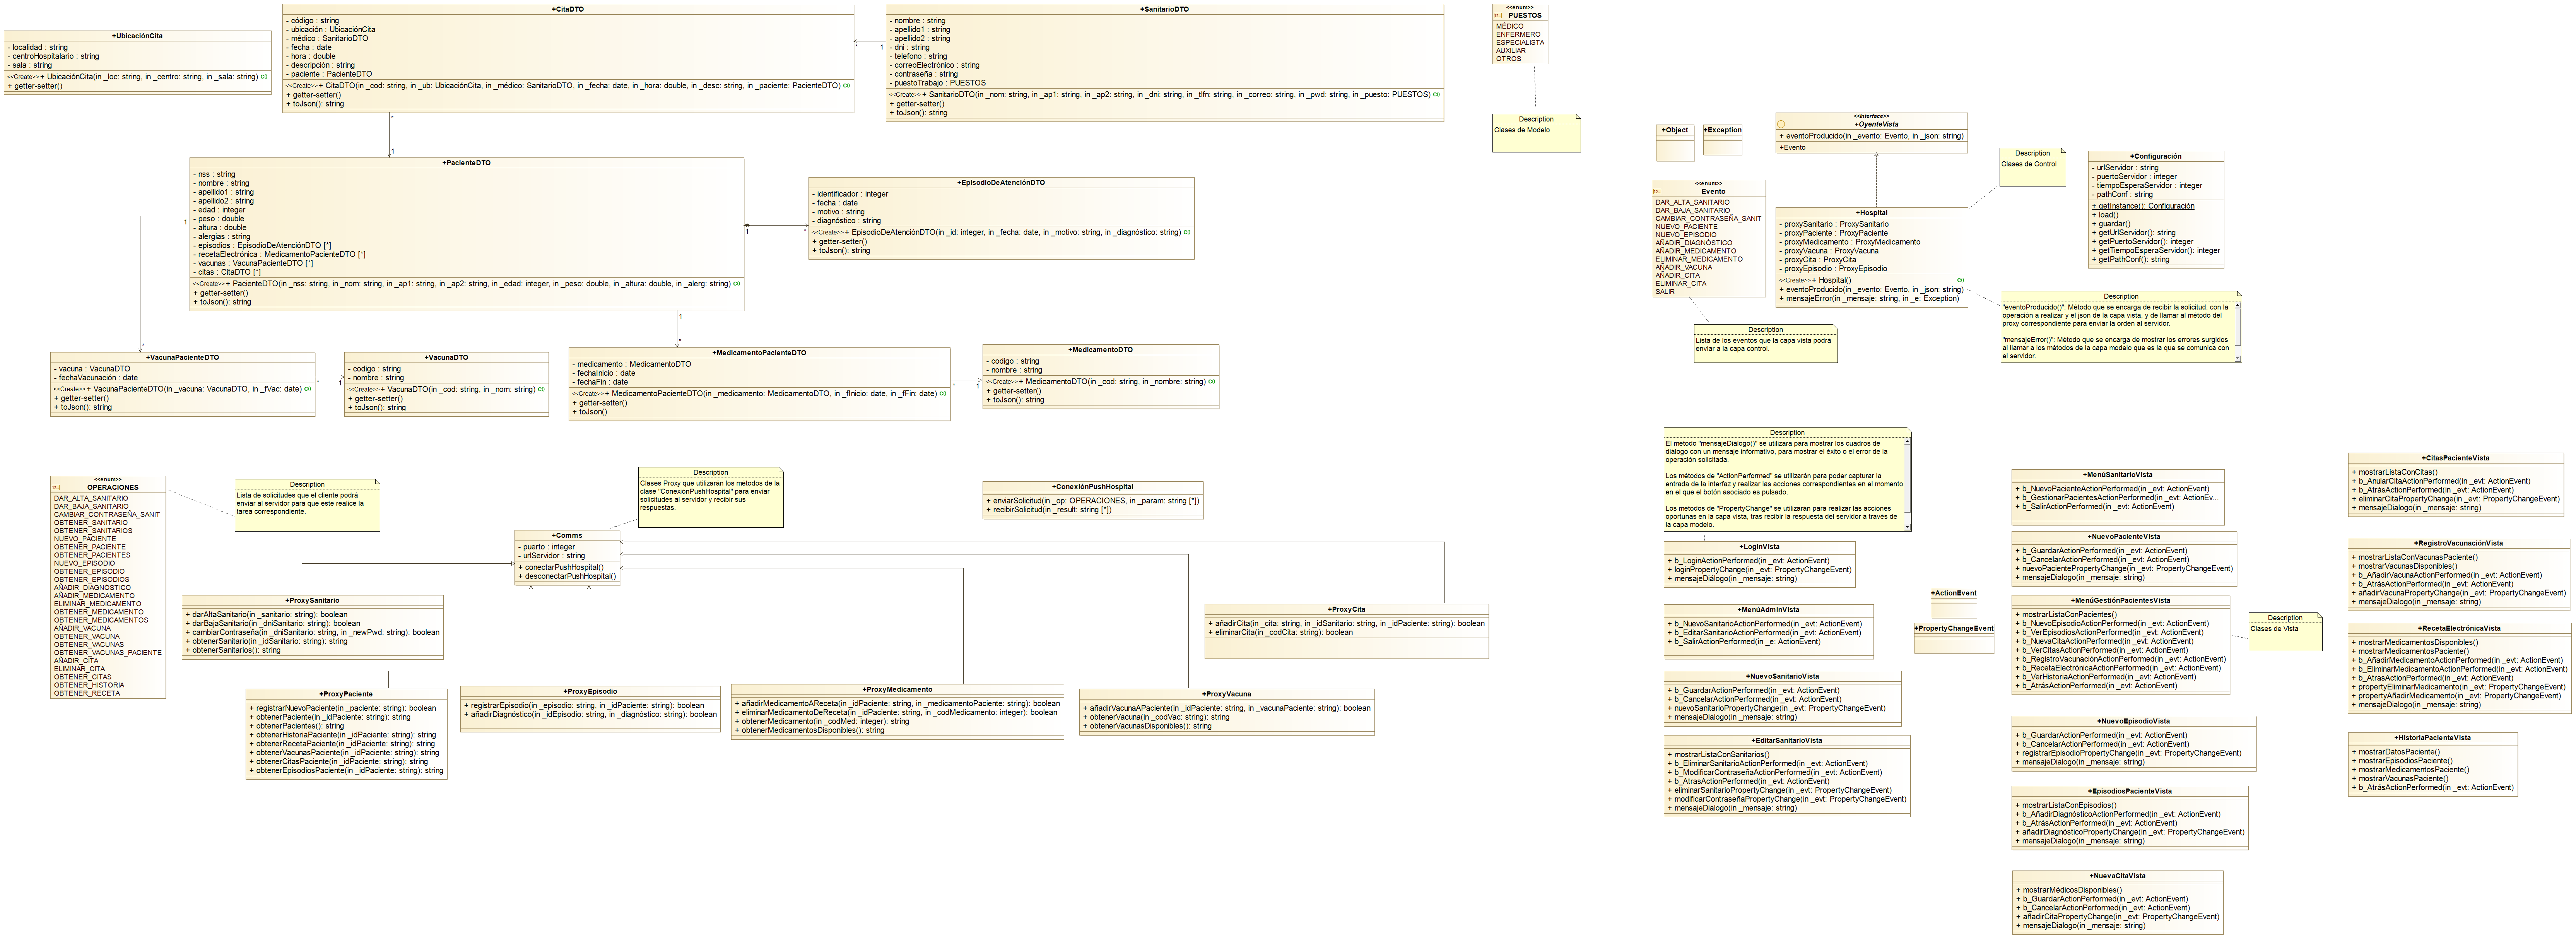 +UbicaciónCita
- localidad : string
- centroHospitalario : string
- sala : string
<<Create>> + UbicaciónCita(in _loc: string, in _centro: string, in _sala: string)
+ getter-setter()
+CitaDTO
- código : string
- ubicación : UbicaciónCita
- médico : SanitarioDTO
- fecha : date
- hora : double
- descripción : string
- paciente : PacienteDTO
<<Create>> + CitaDTO(in _cod: string, in _ub: UbicaciónCita, in _médico: SanitarioDTO, in _fecha: date, in _hora: double, in _desc: string, in _paciente: PacienteDTO)
+ getter-setter()
+ toJson(): string
*
1
+SanitarioDTO
- nombre : string
- apellido1 : string
- apellido2 : string
- dni : string
- telefono : string
- correoElectrónico : string
- contraseña : string
- puestoTrabajo : PUESTOS
<<Create>> + SanitarioDTO(in _nom: string, in _ap1: string, in _ap2: string, in _dni: string, in _tlfn: string, in _correo: string, in _pwd: string, in _puesto: PUESTOS)
+ getter-setter()
+ toJson(): string
*
1
+PacienteDTO
- nss : string
- nombre : string
- apellido1 : string
- apellido2 : string
- edad : integer
- peso : double
- altura : double
- alergias : string
- episodios : EpisodioDeAtenciónDTO [*]
- recetaElectrónica : MedicamentoPacienteDTO [*]
- vacunas : VacunaPacienteDTO [*]
- citas : CitaDTO [*]
<<Create>> + PacienteDTO(in _nss: string, in _nom: string, in _ap1: string, in _ap2: string, in _edad: integer, in _peso: double, in _altura: double, in _alerg: string)
+ getter-setter()
+ toJson(): string
1
*
+EpisodioDeAtenciónDTO
- identificador : integer
- fecha : date
- motivo : string
- diagnóstico : string
<<Create>> + EpisodioDeAtenciónDTO(in _id: integer, in _fecha: date, in _motivo: string, in _diagnóstico: string)
+ getter-setter()
+ toJson(): string
1
*
1
*
+VacunaPacienteDTO
- vacuna : VacunaDTO
- fechaVacunación : date
<<Create>> + VacunaPacienteDTO(in _vacuna: VacunaDTO, in _fVac: date)
+ getter-setter()
+ toJson(): string
*
1
+VacunaDTO
- codigo : string
- nombre : string
<<Create>> + VacunaDTO(in _cod: string, in _nom: string)
+ getter-setter()
+ toJson(): string
+MedicamentoPacienteDTO
- medicamento : MedicamentoDTO
- fechaInicio : date
- fechaFin : date
<<Create>> + MedicamentoPacienteDTO(in _medicamento: MedicamentoDTO, in _fInicio: date, in _fFin: date)
+ getter-setter()
+ toJson()
*
1
+MedicamentoDTO
- codigo : string
- nombre : string
<<Create>> + MedicamentoDTO(in _cod: string, in _nombre: string)
+ getter-setter()
+ toJson(): string
<<enum>>
PUESTOS
MÉDICO
ENFERMERO
ESPECIALISTA
AUXILIAR
OTROS
Description
Clases de Modelo
<<enum>>
OPERACIONES
DAR_ALTA_SANITARIO
DAR_BAJA_SANITARIO
CAMBIAR_CONTRASEÑA_SANIT
OBTENER_SANITARIO
OBTENER_SANITARIOS
NUEVO_PACIENTE
OBTENER_PACIENTE
OBTENER_PACIENTES
NUEVO_EPISODIO
OBTENER_EPISODIO
OBTENER_EPISODIOS
AÑADIR_DIAGNÓSTICO
AÑADIR_MEDICAMENTO
ELIMINAR_MEDICAMENTO
OBTENER_MEDICAMENTO
OBTENER_MEDICAMENTOS
AÑADIR_VACUNA
OBTENER_VACUNA
OBTENER_VACUNAS
OBTENER_VACUNAS_PACIENTE
AÑADIR_CITA
ELIMINAR_CITA
OBTENER_CITAS
OBTENER_HISTORIA
OBTENER_RECETA
Description
Lista de solicitudes que el cliente podrá
enviar al servidor para que este realice la
tarea correspondiente.
Description
Clases Proxy que utilizarán los métodos de la
clase "ConexiónPushHospital" para enviar
solicitudes al servidor y recibir sus
respuestas.
+ConexiónPushHospital
+ enviarSolicitud(in _op: OPERACIONES, in _param: string [*])
+ recibirSolicitud(in _result: string [*])
+Comms
- puerto : integer
- urlServidor : string
+ conectarPushHospital()
+ desconectarPushHospital()
+ProxySanitario
+ darAltaSanitario(in _sanitario: string): boolean
+ darBajaSanitario(in _dniSanitario: string): boolean
+ cambiarContraseña(in _dniSanitario: string, in _newPwd: string): boolean
+ obtenerSanitario(in _idSanitario: string): string
+ obtenerSanitarios(): string
+ProxyPaciente
+ registrarNuevoPaciente(in _paciente: string): boolean
+ obtenerPaciente(in _idPaciente: string): string
+ obtenerPacientes(): string
+ obtenerHistoriaPaciente(in _idPaciente: string): string
+ obtenerRecetaPaciente(in _idPaciente: string): string
+ obtenerVacunasPaciente(in _idPaciente: string): string
+ obtenerCitasPaciente(in _idPaciente: string): string
+ obtenerEpisodiosPaciente(in _idPaciente: string): string
+ProxyEpisodio
+ registrarEpisodio(in _episodio: string, in _idPaciente: string): boolean
+ añadirDiagnóstico(in _idEpisodio: string, in _diagnóstico: string): boolean
+ProxyMedicamento
+ añadirMedicamentoAReceta(in _idPaciente: string, in _medicamentoPaciente: string): boolean
+ eliminarMedicamentoDeReceta(in _idPaciente: string, in _codMedicamento: integer): boolean
+ obtenerMedicamento(in _codMed: integer): string
+ obtenerMedicamentosDisponibles(): string
+ProxyVacuna
+ añadirVacunaAPaciente(in _idPaciente: string, in _vacunaPaciente: string): boolean
+ obtenerVacuna(in _codVac: string): string
+ obtenerVacunasDisponibles(): string
+ProxyCita
+ añadirCita(in _cita: string, in _idSanitario: string, in _idPaciente: string): boolean
+ eliminarCita(in _codCita: string): boolean
+Object
+Exception
<<interface>>
+OyenteVista
+ eventoProducido(in _evento: Evento, in _json: string)
+Evento
<<enum>>
Evento
DAR_ALTA_SANITARIO
DAR_BAJA_SANITARIO
CAMBIAR_CONTRASEÑA_SANIT
NUEVO_PACIENTE
NUEVO_EPISODIO
AÑADIR_DIAGNÓSTICO
AÑADIR_MEDICAMENTO
ELIMINAR_MEDICAMENTO
AÑADIR_VACUNA
AÑADIR_CITA
ELIMINAR_CITA
SALIR
+Hospital
- proxySanitario : ProxySanitario
- proxyPaciente : ProxyPaciente
- proxyMedicamento : ProxyMedicamento
- proxyVacuna : ProxyVacuna
- proxyCita : ProxyCita
- proxyEpisodio : ProxyEpisodio
<<Create>> + Hospital()
+ eventoProducido(in _evento: Evento, in _json: string)
+ mensajeError(in _mensaje: string, in _e: Exception)
Description
Clases de Control
+Configuración
- urlServidor : string
- puertoServidor : integer
- tiempoEsperaServidor : integer
- pathConf : string
+ getInstance(): Configuración
+ load()
+ guardar()
+ getUrlServidor(): string
+ getPuertoServidor(): integer
+ getTiempoEsperaServidor(): integer
+ getPathConf(): string
Description
"eventoProducido()": Método que se encarga de recibir la solicitud, con la
operación a realizar y el json de la capa vista, y de llamar al método del
proxy correspondiente para enviar la orden al servidor.
"mensajeError()": Método que se encarga de mostrar los errores surgidos
al llamar a los métodos de la capa modelo que es la que se comunica con
el servidor.
Description
Lista de los eventos que la capa vista podrá
enviar a la capa control.
Description
El método "mensajeDiálogo()" se utilizará para mostrar los cuadros de
diálogo con un mensaje informativo, para mostrar el éxito o el error de la
operación solicitada.
Los métodos de "ActionPerformed" se utilizarán para poder capturar la
entrada de la interfaz y realizar las acciones correspondientes en el momento
en el que el botón asociado es pulsado.
Los métodos de "PropertyChange" se utilizarán para realizar las acciones
oportunas en la capa vista, tras recibir la respuesta del servidor a través de
la capa modelo.
+LoginVista
+ b_LoginActionPerformed(in _evt: ActionEvent)
+ loginPropertyChange(in _evt: PropertyChangeEvent)
+ mensajeDiálogo(in _mensaje: string)
+MenúAdminVista
+ b_NuevoSanitarioActionPerformed(in _evt: ActionEvent)
+ b_EditarSanitarioActionPerformed(in _evt: ActionEvent)
+ b_SalirActionPerformed(in _e: ActionEvent)
+NuevoSanitarioVista
+ b_GuardarActionPerformed(in _evt: ActionEvent)
+ b_CancelarActionPerformed(in _evt: ActionEvent)
+ nuevoSanitarioPropertyChange(in _evt: PropertyChangeEvent)
+ mensajeDialogo(in _mensaje: string)
+EditarSanitarioVista
+ mostrarListaConSanitarios()
+ b_EliminarSanitarioActionPerformed(in _evt: ActionEvent)
+ b_ModificarContraseñaActionPerformed(in _evt: ActionEvent)
+ b_AtrasActionPerformed(in _evt: ActionEvent)
+ eliminarSanitarioPropertyChange(in _evt: PropertyChangeEvent)
+ modificarContraseñaPropertyChange(in _evt: PropertyChangeEvent)
+ mensajeDialogo(in _mensaje: string)
+ActionEvent
+PropertyChangeEvent
+MenúSanitarioVista
+ b_NuevoPacienteActionPerformed(in _evt: ActionEvent)
+ b_GestionarPacientesActionPerformed(in _evt: ActionEv...
+ b_SalirActionPerformed(in _evt: ActionEvent)
+NuevoPacienteVista
+ b_GuardarActionPerformed(in _evt: ActionEvent)
+ b_CancelarActionPerformed(in _evt: ActionEvent)
+ nuevoPacientePropertyChange(in _evt: PropertyChangeEvent)
+ mensajeDialogo(in _mensaje: string)
+MenúGestiónPacientesVista
+ mostrarListaConPacientes()
+ b_NuevoEpisodioActionPerformed(in _evt: ActionEvent)
+ b_VerEpisodiosActionPerformed(in _evt: ActionEvent)
+ b_NuevaCitaActionPerformed(in _evt: ActionEvent)
+ b_VerCitasActionPerformed(in _evt: ActionEvent)
+ b_RegistroVacunaciónActionPerformed(in _evt: ActionEvent)
+ b_RecetaElectrónicaActionPerformed(in _evt: ActionEvent)
+ b_VerHistoriaActionPerformed(in _evt: ActionEvent)
+ b_AtrásActionPerformed(in _evt: ActionEvent)
Description
Clases de Vista
+NuevoEpisodioVista
+ b_GuardarActionPerformed(in _evt: ActionEvent)
+ b_CancelarActionPerformed(in _evt: ActionEvent)
+ registrarEpisodioPropertyChange(in _evt: PropertyChangeEvent)
+ mensajeDialogo(in _mensaje: string)
+EpisodiosPacienteVista
+ mostrarListaConEpisodios()
+ b_AñadirDiagnósticoActionPerformed(in _evt: ActionEvent)
+ b_AtrásActionPerformed(in _evt: ActionEvent)
+ añadirDiagnósticoPropertyChange(in _evt: PropertyChangeEvent)
+ mensajeDialogo(in _mensaje: string)
+NuevaCitaVista
+ mostrarMédicosDisponibles()
+ b_GuardarActionPerformed(in _evt: ActionEvent)
+ b_CancelarActionPerformed(in _evt: ActionEvent)
+ añadirCitaPropertyChange(in _evt: PropertyChangeEvent)
+ mensajeDialogo(in _mensaje: string)
+CitasPacienteVista
+ mostrarListaConCitas()
+ b_AnularCitaActionPerformed(in _evt: ActionEvent)
+ b_AtrásActionPerformed(in _evt: ActionEvent)
+ eliminarCitaPropertyChange(in _evt: PropertyChangeEvent)
+ mensajeDialogo(in _mensaje: string)
+RegistroVacunaciónVista
+ mostrarListaConVacunasPaciente()
+ mostrarVacunasDisponibles()
+ b_AñadirVacunaActionPerformed(in _evt: ActionEvent)
+ b_AtrásActionPerformed(in _evt: ActionEvent)
+ añadirVacunaPropertyChange(in _evt: PropertyChangeEvent)
+ mensajeDialogo(in _mensaje: string)
+RecetaElectrónicaVista
+ mostrarMedicamentosDisponibles()
+ mostrarMedicamentosPaciente()
+ b_AñadirMedicamentoActionPerformed(in _evt: ActionEvent)
+ b_EliminarMedicamentoActionPerformed(in _evt: ActionEvent)
+ b_AtrasActionPerformed(in _evt: ActionEvent)
+ propertyEliminarMedicamento(in _evt: PropertyChangeEvent)
+ propertyAñadirMedicamento(in _evt: PropertyChangeEvent)
+ mensajeDialogo(in _mensaje: string)
+HistoriaPacienteVista
+ mostrarDatosPaciente()
+ mostrarEpisodiosPaciente()
+ mostrarMedicamentosPaciente()
+ mostrarVacunasPaciente()
+ b_AtrásActionPerformed(in _evt: ActionEvent)